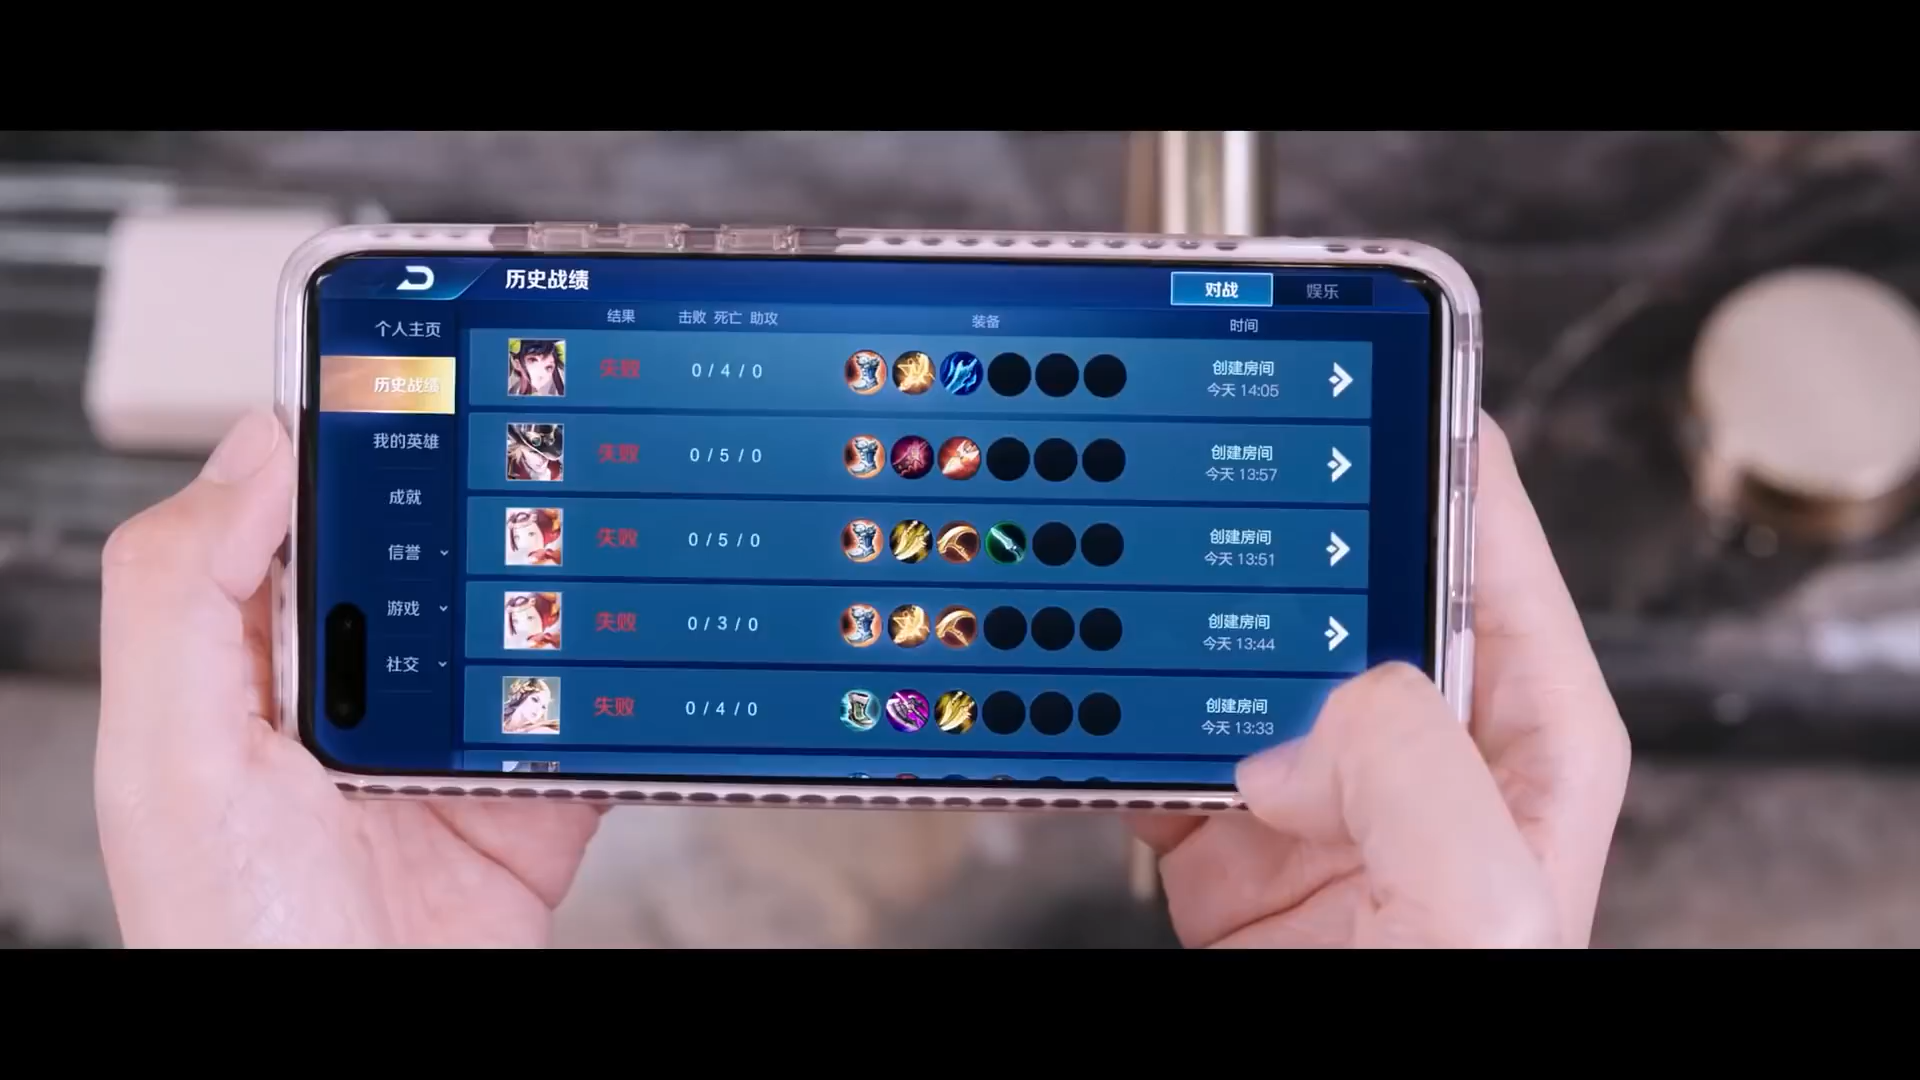 历史战绩
对战
娱乐
个人主页
历史战绩
我的英雄
成就
信誉
游戏
社交
结果
击败 死亡 助攻
装备
时间
失败
0 / 4 / 0
创建房间
今天 14:05
失败
0 / 5 / 0
创建房间
今天 13:57
失败
0 / 5 / 0
创建房间
今天 13:51
失败
0 / 3 / 0
创建房间
今天 13:44
失败
0 / 4 / 0
创建房间
今天 13:33